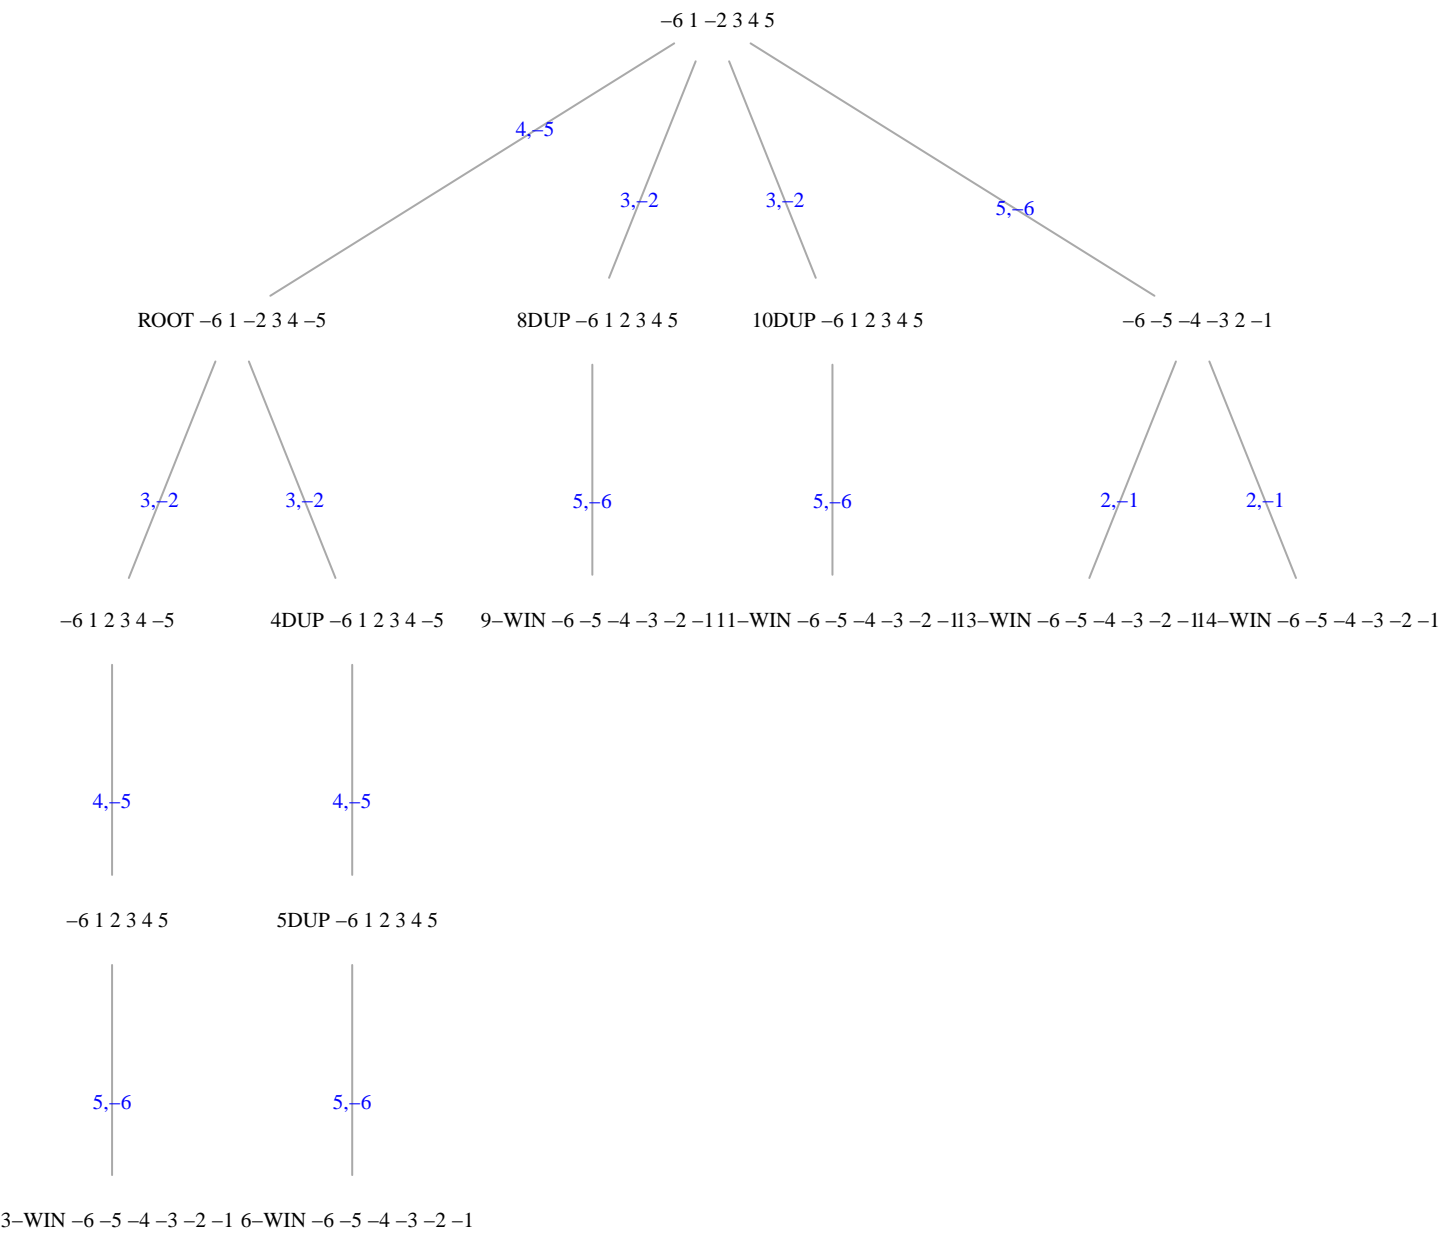 −6 1 −2 3 4 5
4,−5
3,−2
3,−2
5,−6
ROOT −6 1 −2 3 4 −5
8DUP −6 1 2 3 4 5
10DUP −6 1 2 3 4 5
−6 −5 −4 −3 2 −1
3,−2
3,−2
5,−6
5,−6
2,−1
2,−1
−6 1 2 3 4 −5
4DUP −6 1 2 3 4 −5
9−WIN −6 −5 −4 −3 −2 −1
11−WIN −6 −5 −4 −3 −2 −1
13−WIN −6 −5 −4 −3 −2 −1
14−WIN −6 −5 −4 −3 −2 −1
4,−5
4,−5
−6 1 2 3 4 5
5DUP −6 1 2 3 4 5
5,−6
5,−6
3−WIN −6 −5 −4 −3 −2 −1
6−WIN −6 −5 −4 −3 −2 −1